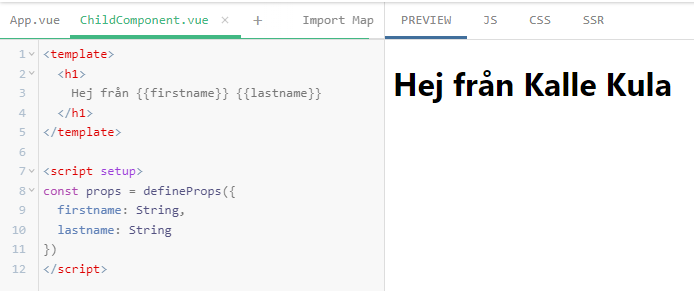 App.vue ChildComponent.vue × + Import Map
PREVIEW JS CSS SSR
1 <template>
2 <h1>
3 Hej från {{firstname}} {{lastname}}
4 </h1>
5 </template>
6
7 <script setup>
8 const props = defineProps({
9 firstname: String,
10 lastname: String
11 })
12 </script>
Hej från Kalle Kula